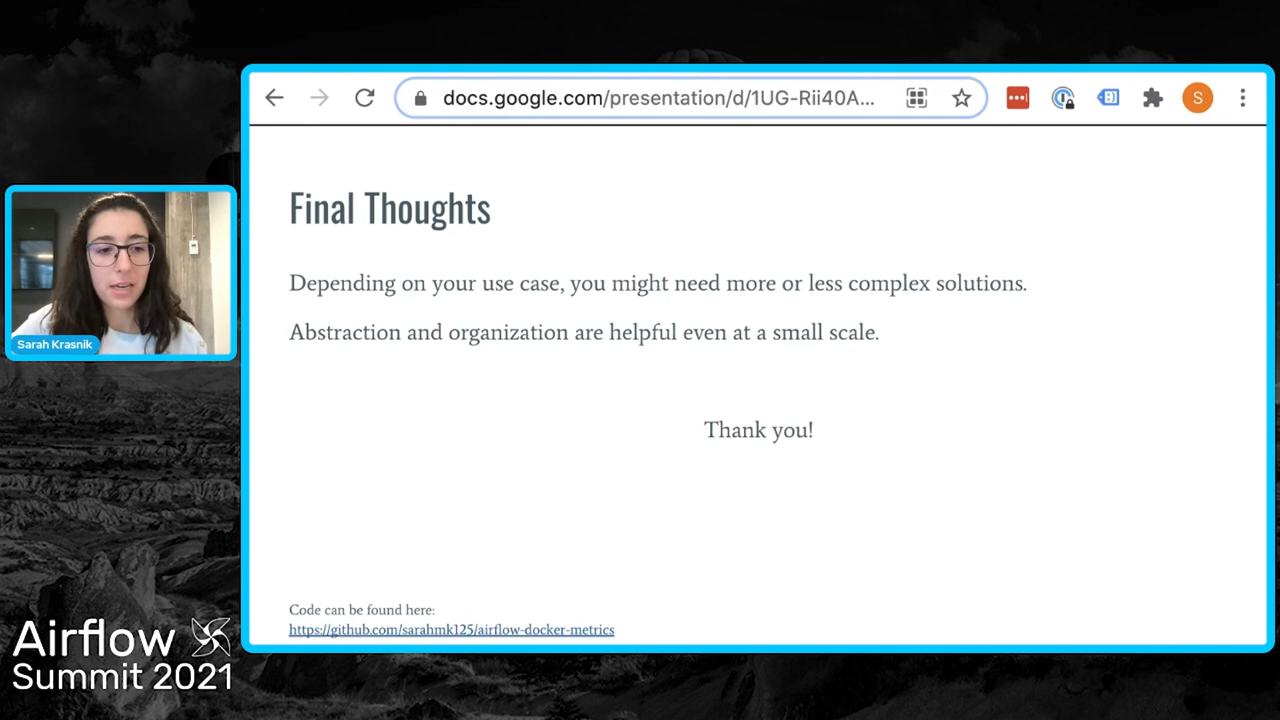 docs.google.com/presentation/d/1UG-Rii40A...
S
Final Thoughts
Depending on your use case, you might need more or less complex solutions.
Abstraction and organization are helpful even at a small scale.
Thank you!
Code can be found here:
https://github.com/sarahmk125/airflow-docker-metrics
Sarah Krasnik
Airflow
Summit 2021